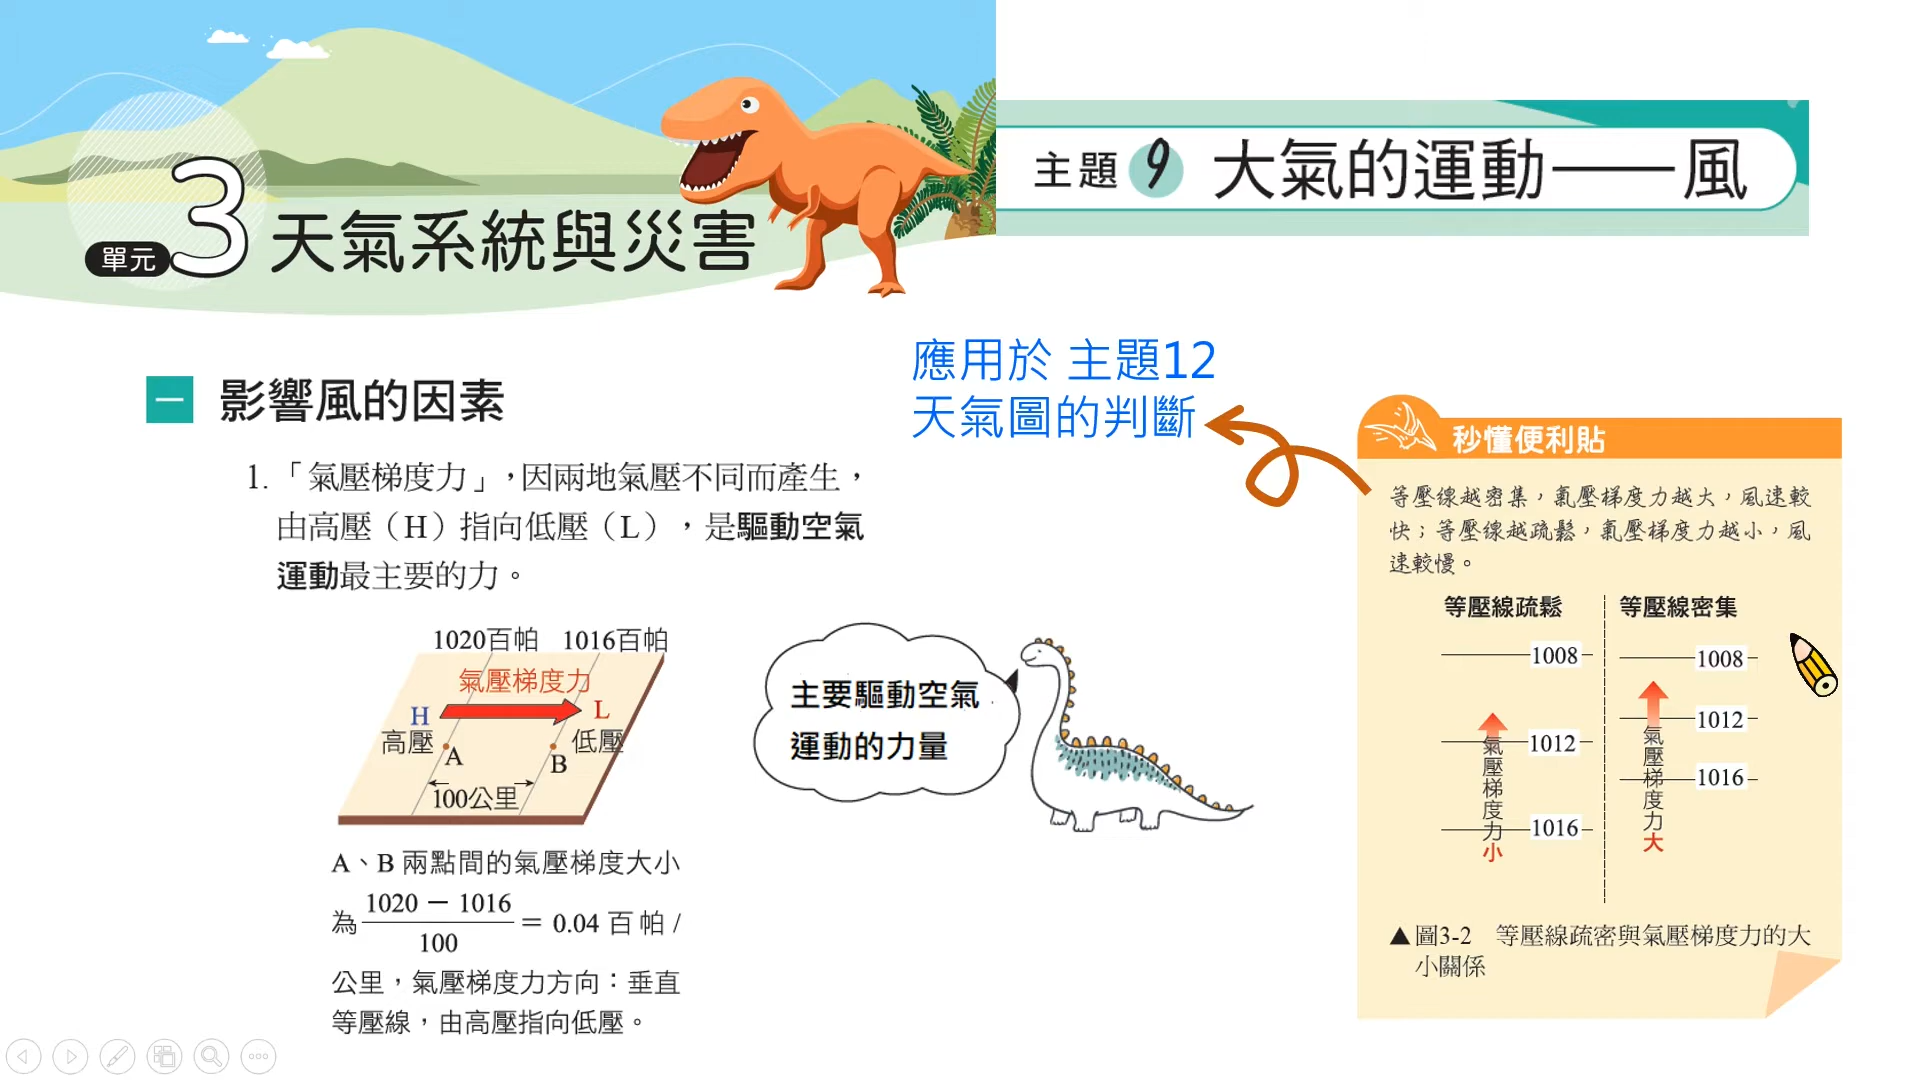 單元3天氣系統與災害
主題9 大氣的運動——風
一 影響風的因素
1.「氣壓梯度力」,因兩地氣壓不同而產生,
由高壓(H)指向低壓(L),是驅動空氣
運動最主要的力。
1020百帕 1016百帕
氣壓梯度力
H L
高壓 低壓
A B
100公里
A、B 兩點間的氣壓梯度大小
為 1020 − 1016 / 100 = 0.04 百帕/
公里,氣壓梯度力方向:垂直
等壓線,由高壓指向低壓。
主要驅動空氣
運動的力量
應用於 主題12
天氣圖的判斷
秒懂便利貼
等壓線越密集,氣壓梯度力越大,風速較
快;等壓線越疏鬆,氣壓梯度力越小,風
速較慢。
等壓線疏鬆
1008
1012
1016
氣壓梯度力小
等壓線密集
1008
1012
1016
氣壓梯度力大
▲圖3-2 等壓線疏密與氣壓梯度力的大
小關係